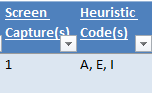 Screen Heuristic
Capture(s) Code(s)
1 A, E, I